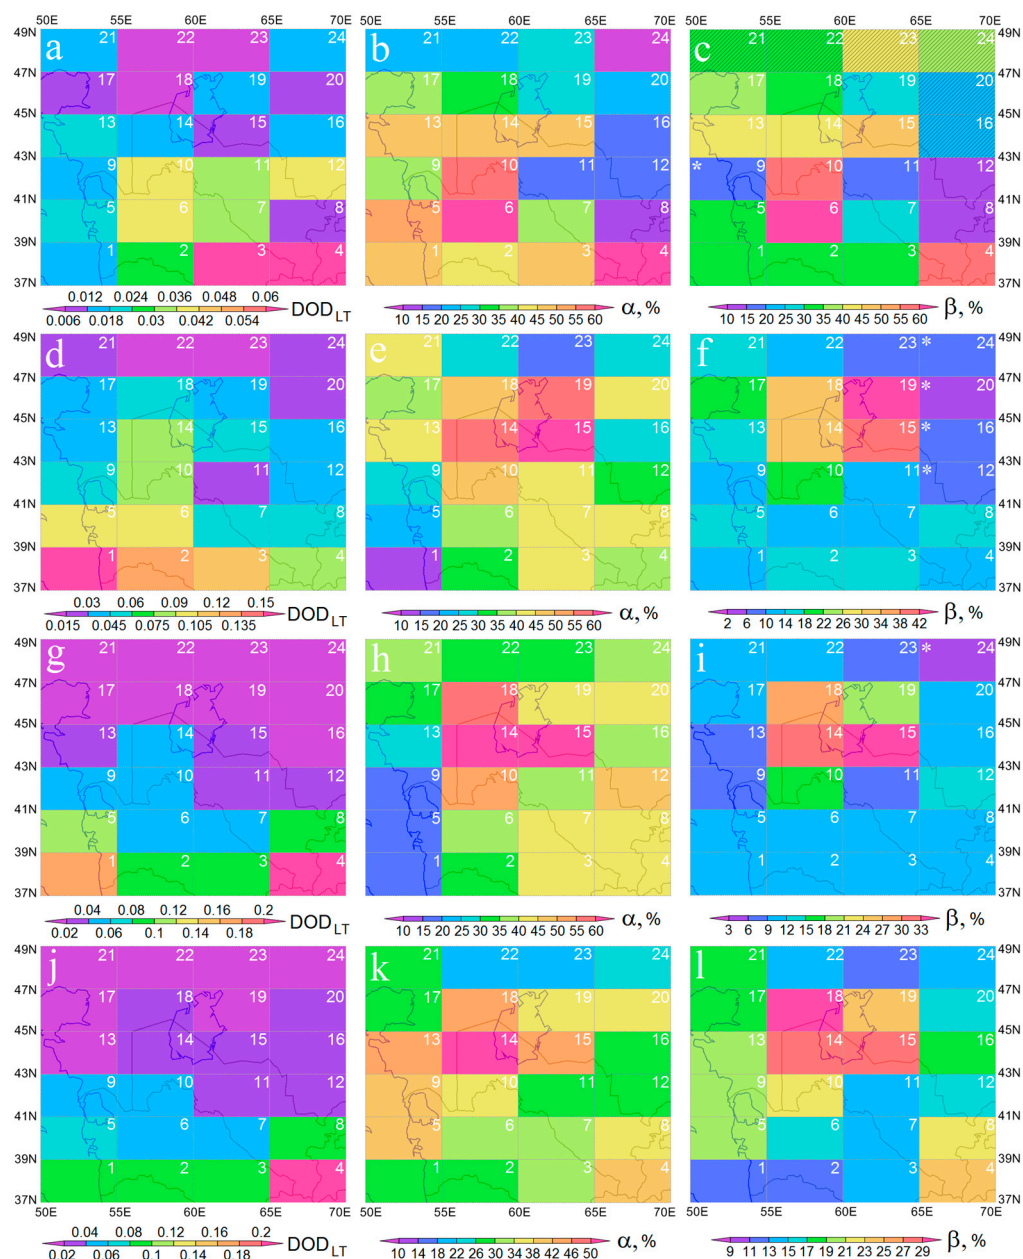 50E 55E 60E 65E 70E 50E 55E 60E 65E 70E 50E 55E 60E 65E 70E
49N a 21 22 23 24 b 21 22 23 24 c 21 22 23 24 49N
47N 17 18 19 20 17 18 19 20 17 18 19 20 47N
45N 13 14 15 16 13 14 15 16 13 14 15 16 45N
43N 9 10 11 12 9 10 11 12 * 9 10 11 12 43N
41N 5 6 7 8 5 6 7 8 5 6 7 8 41N
39N 1 2 3 4 1 2 3 4 1 2 3 4 39N
37N 37N
0.012 0.024 0.036 0.048 0.06
0.006 0.018 0.03 0.042 0.054 DOD LT
10 15 20 25 30 35 40 45 50 55 60 α, %
10 15 20 25 30 35 40 45 50 55 60 β, %
49N d 21 22 23 24 e 21 22 23 24 f 21 22 23 * 24 49N
47N 17 18 19 20 17 18 19 20 17 18 19 * 20 47N
45N 13 14 15 16 13 14 15 16 13 14 15 * 16 45N
43N 9 10 11 12 9 10 11 12 9 10 11 * 12 43N
41N 5 6 7 8 5 6 7 8 5 6 7 8 41N
39N 1 2 3 4 1 2 3 4 1 2 3 4 39N
37N 37N
0.03 0.06 0.09 0.12 0.15
0.015 0.045 0.075 0.105 0.135 DOD LT
10 15 20 25 30 35 40 45 50 55 60 α, %
2 6 10 14 18 22 26 30 34 38 42 β, %
49N g 21 22 23 24 h 21 22 23 24 i 21 22 23 * 24 49N
47N 17 18 19 20 17 18 19 20 17 18 19 20 47N
45N 13 14 15 16 13 14 15 16 13 14 15 16 45N
43N 9 10 11 12 9 10 11 12 9 10 11 12 43N
41N 5 6 7 8 5 6 7 8 5 6 7 8 41N
39N 1 2 3 4 1 2 3 4 1 2 3 4 39N
37N 37N
0.04 0.08 0.12 0.16 0.2
0.02 0.06 0.1 0.14 0.18 DOD LT
10 15 20 25 30 35 40 45 50 55 60 α, %
3 6 9 12 15 18 21 24 27 30 33 β, %
49N j 21 22 23 24 k 21 22 23 24 l 21 22 23 24 49N
47N 17 18 19 20 17 18 19 20 17 18 19 20 47N
45N 13 14 15 16 13 14 15 16 13 14 15 16 45N
43N 9 10 11 12 9 10 11 12 9 10 11 12 43N
41N 5 6 7 8 5 6 7 8 5 6 7 8 41N
39N 1 2 3 4 1 2 3 4 1 2 3 4 39N
37N 37N
50E 55E 60E 65E 70E 50E 55E 60E 65E 70E 50E 55E 60E 65E 70E
0.04 0.08 0.12 0.16 0.2
0.02 0.06 0.1 0.14 0.18 DOD LT
10 14 18 22 26 30 34 38 42 46 50 α, %
9 11 13 15 17 19 21 23 25 27 29 β, %